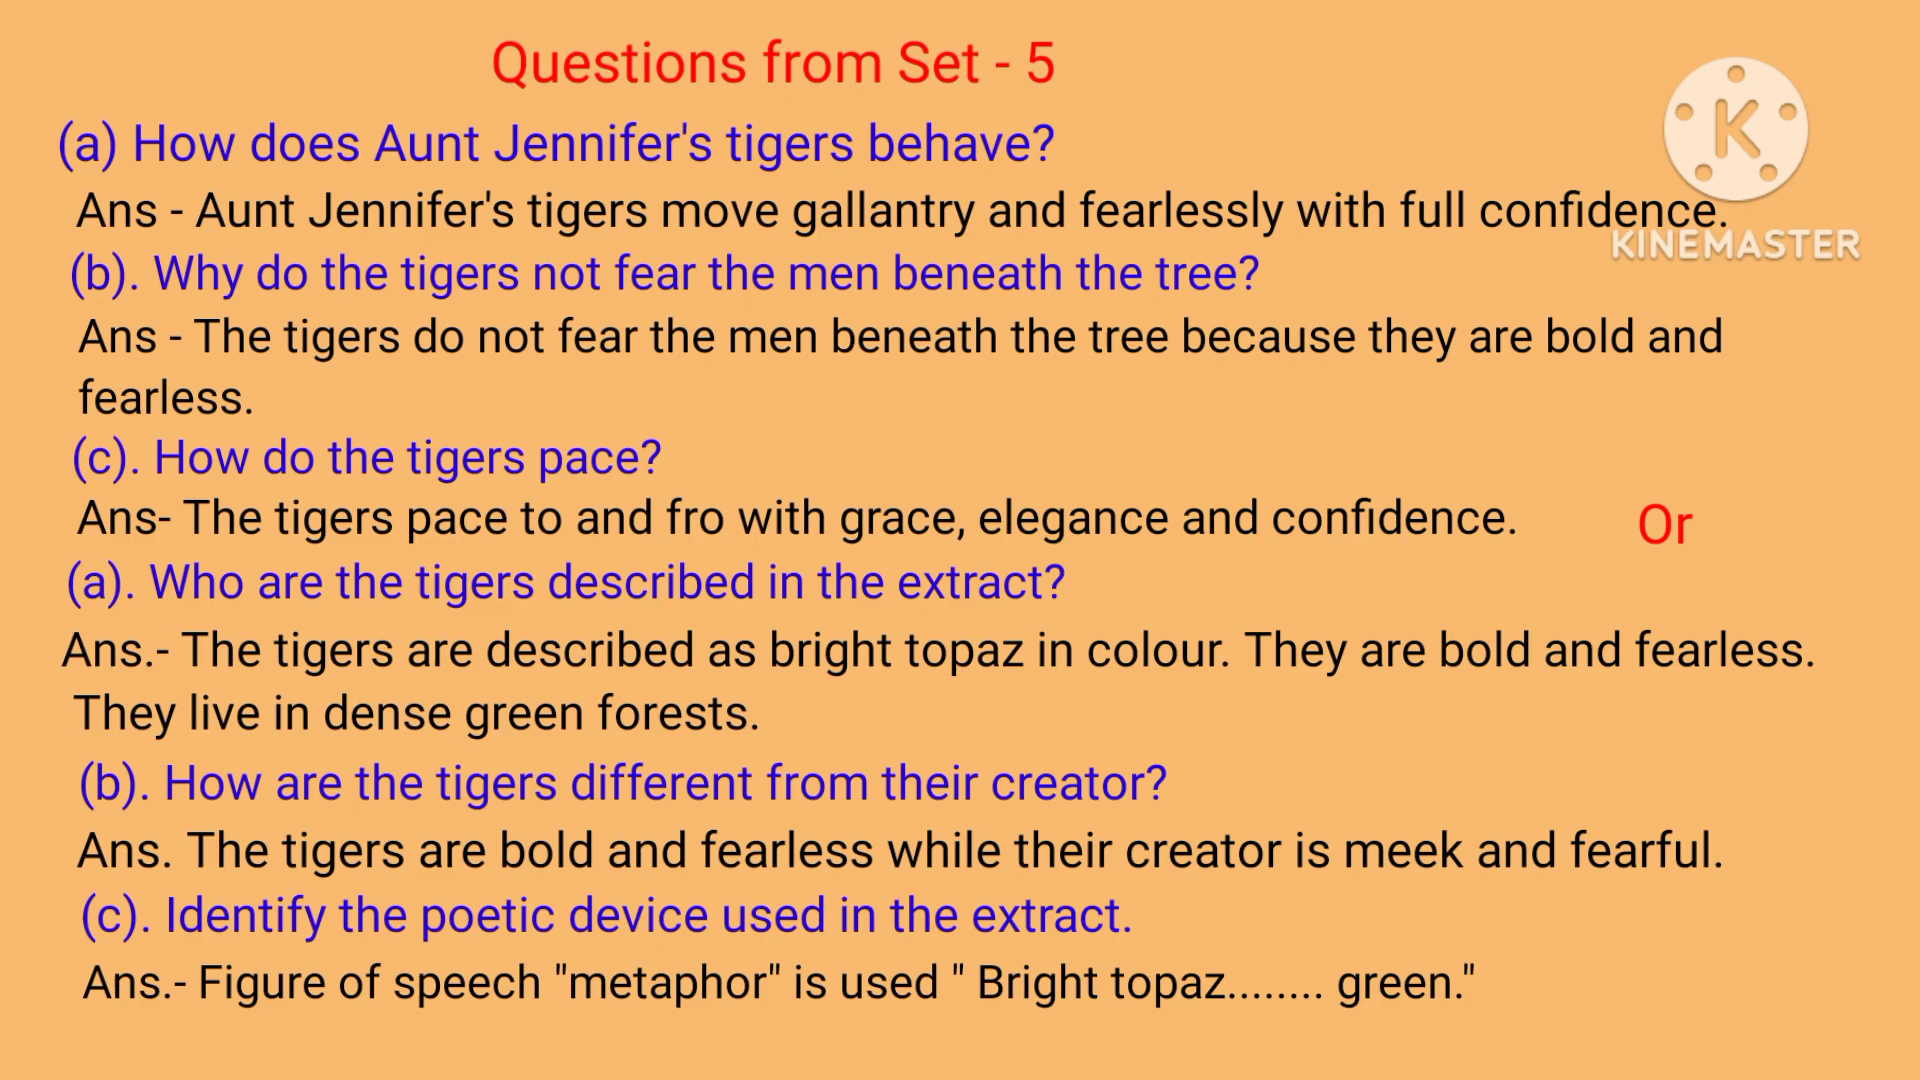 Questions from Set - 5
(a) How does Aunt Jennifer's tigers behave?
Ans - Aunt Jennifer's tigers move gallantry and fearlessly with full confidence.
K
KINEMASTER
(b). Why do the tigers not fear the men beneath the tree?
Ans - The tigers do not fear the men beneath the tree because they are bold and
fearless.
(c). How do the tigers pace?
Ans- The tigers pace to and fro with grace, elegance and confidence.
Or
(a). Who are the tigers described in the extract?
Ans.- The tigers are described as bright topaz in colour. They are bold and fearless.
They live in dense green forests.
(b). How are the tigers different from their creator?
Ans. The tigers are bold and fearless while their creator is meek and fearful.
(c). Identify the poetic device used in the extract.
Ans.- Figure of speech "metaphor" is used " Bright topaz........ green."